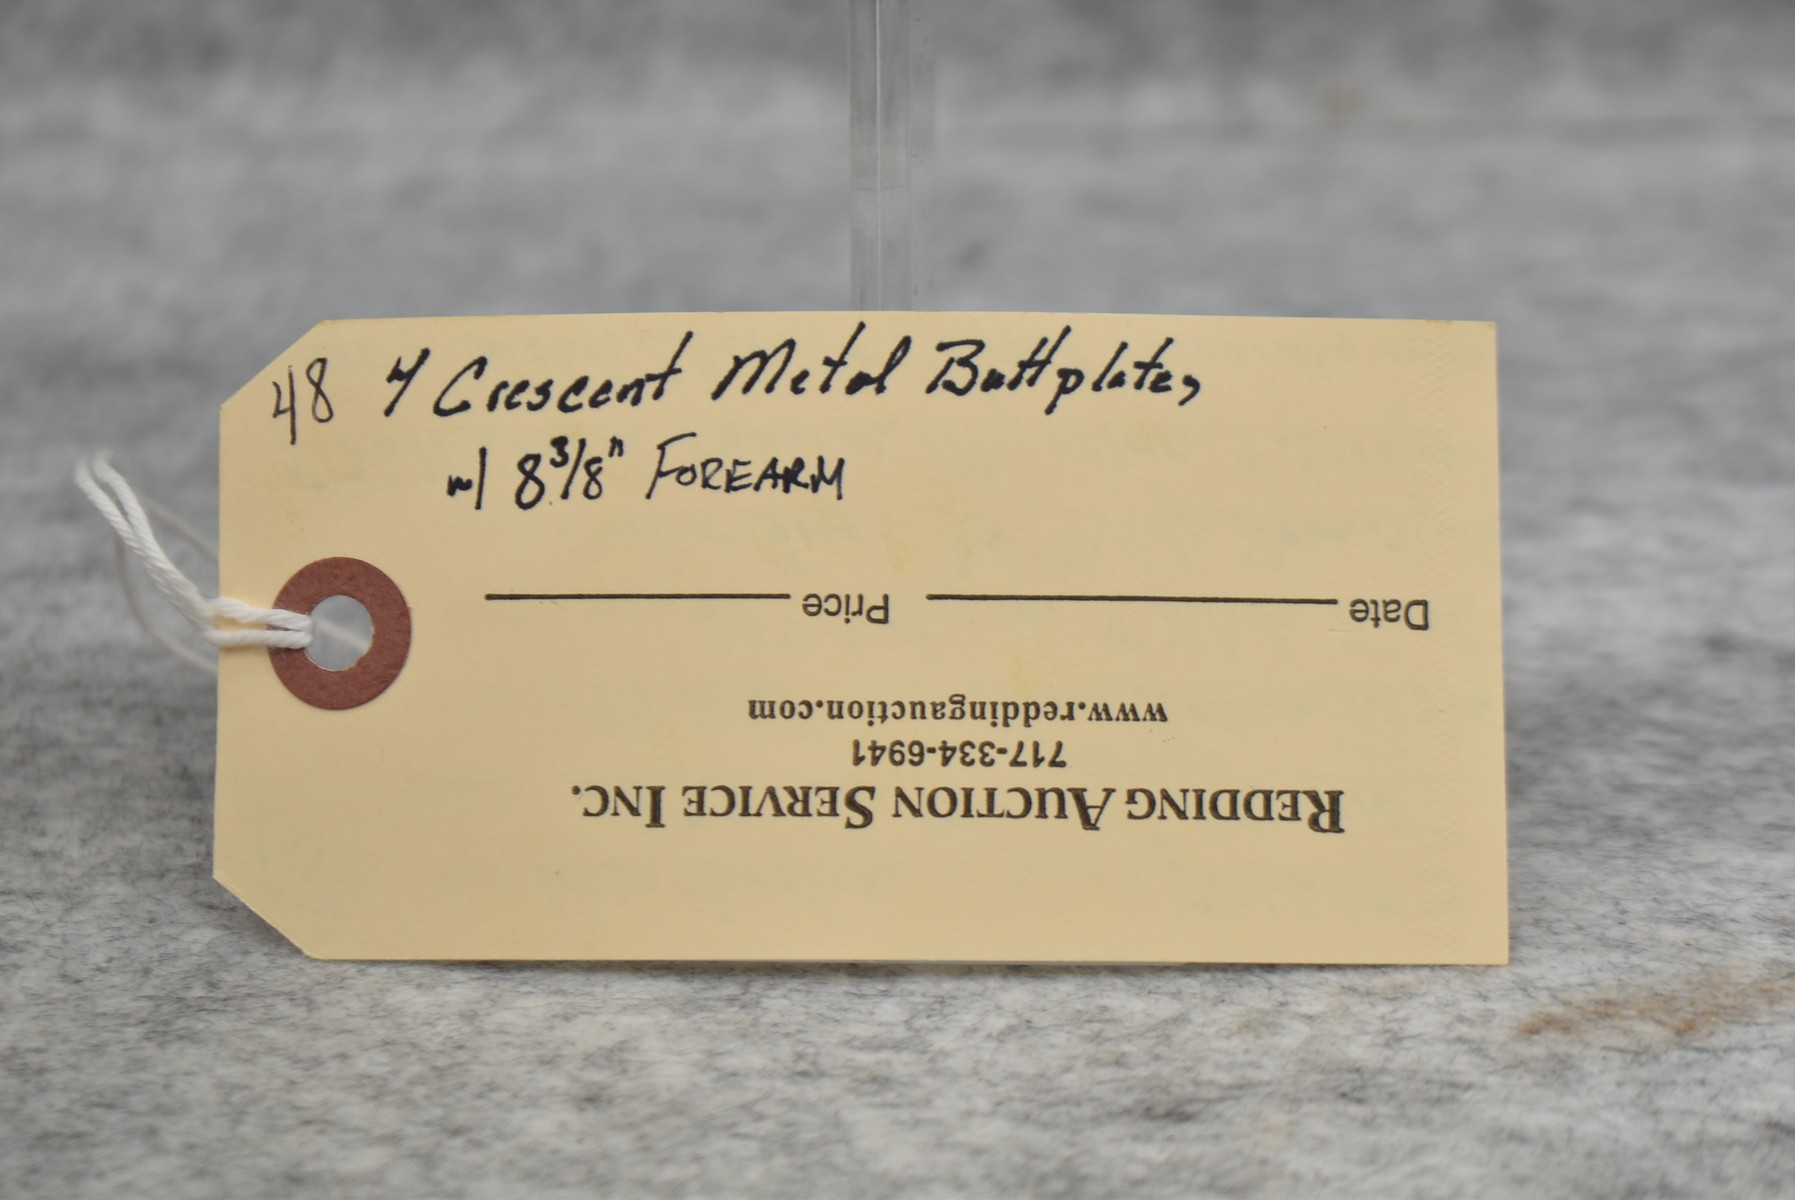 48 4 Crescent Metal Buttplates
w/ 8 3/8" FOREARM
REDDING AUCTION SERVICE INC.
717-334-6941
www.reddingauction.com
Date Price